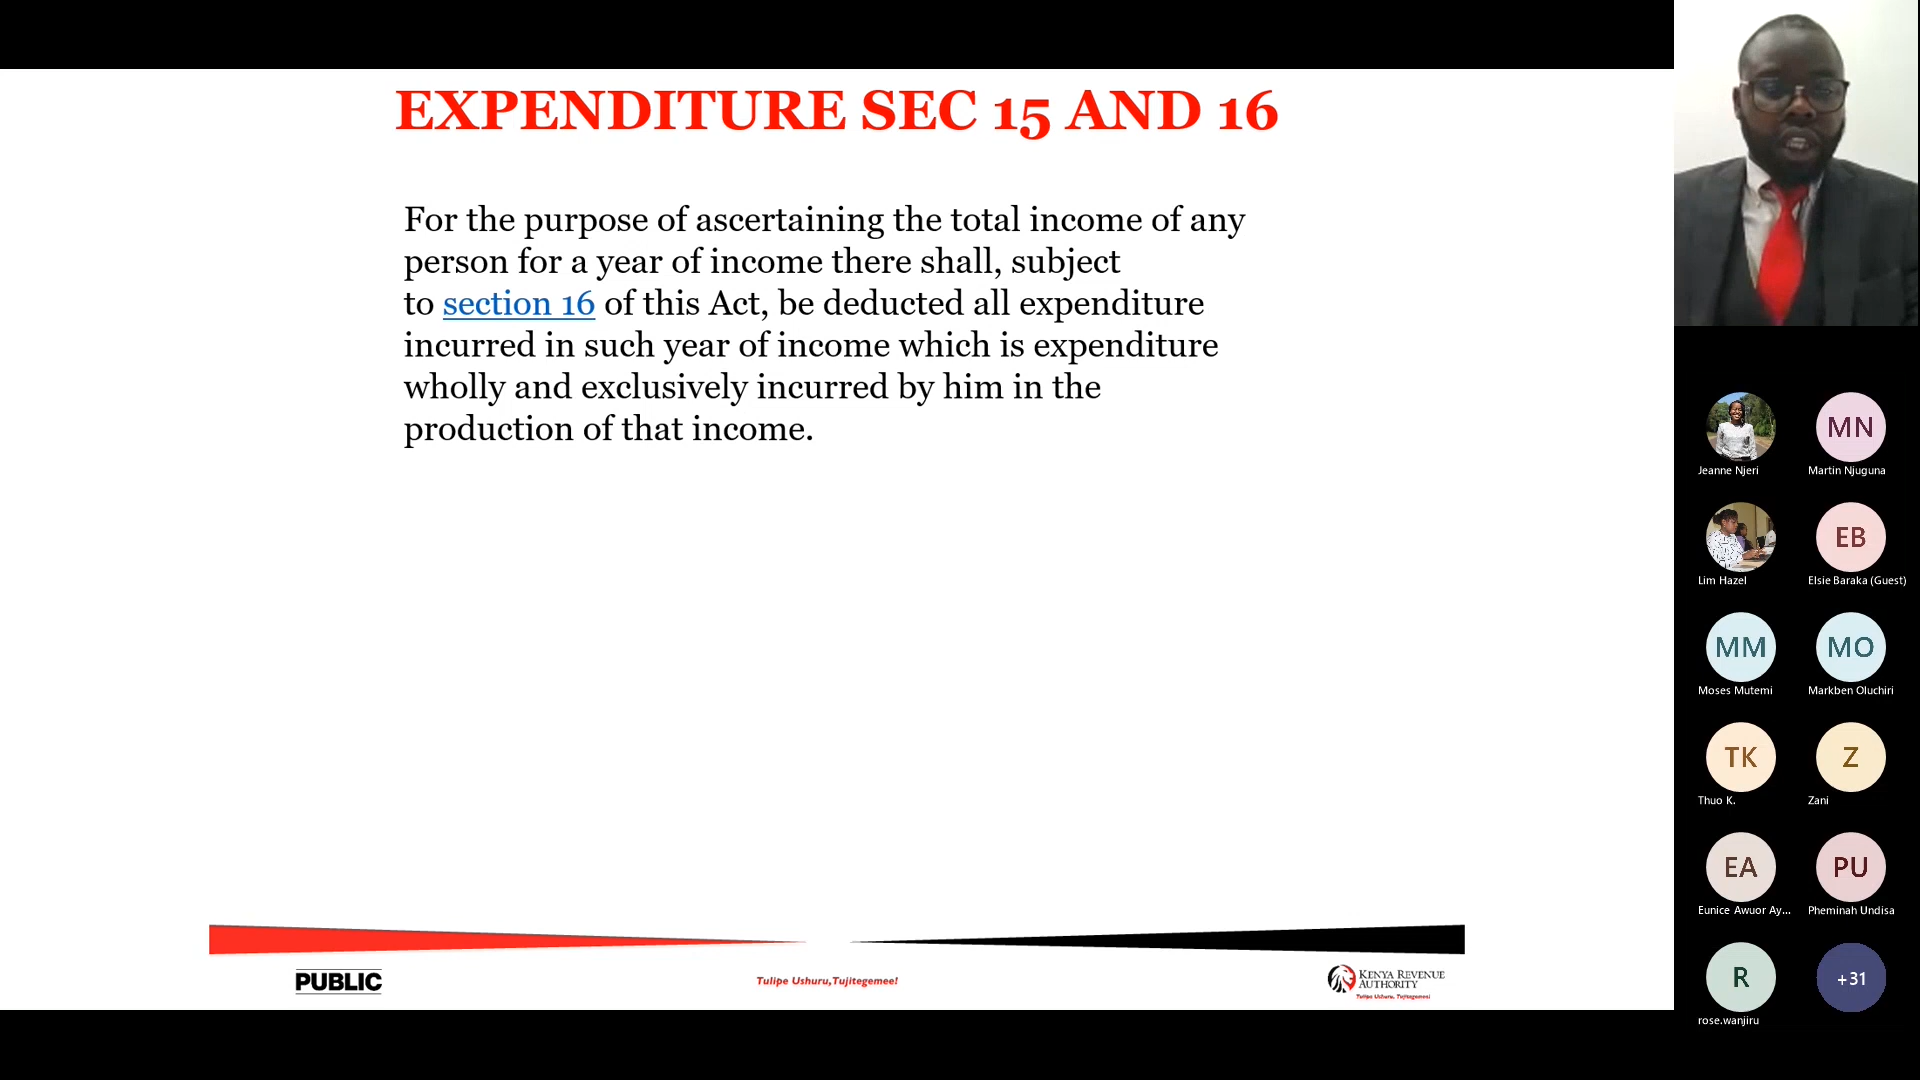 EXPENDITURE SEC 15 AND 16
For the purpose of ascertaining the total income of any
person for a year of income there shall, subject
to section 16 of this Act, be deducted all expenditure
incurred in such year of income which is expenditure
wholly and exclusively incurred by him in the
production of that income.
PUBLIC
Tulipe Ushuru, Tujitegemee!
KENYA REVENUE
AUTHORITY
Tulipe Ushuru, Tujitegemee!
Jeanne Njeri
MN
Martin Njuguna
Lim Hazel
EB
Elsie Baraka (Guest)
MM
Moses Mutemi
MO
Markben Oluchiri
TK
Thuo K.
Z
Zani
EA
Eunice Awuor Ay...
PU
Pheminah Undisa
R
rose.wanjiru
+31